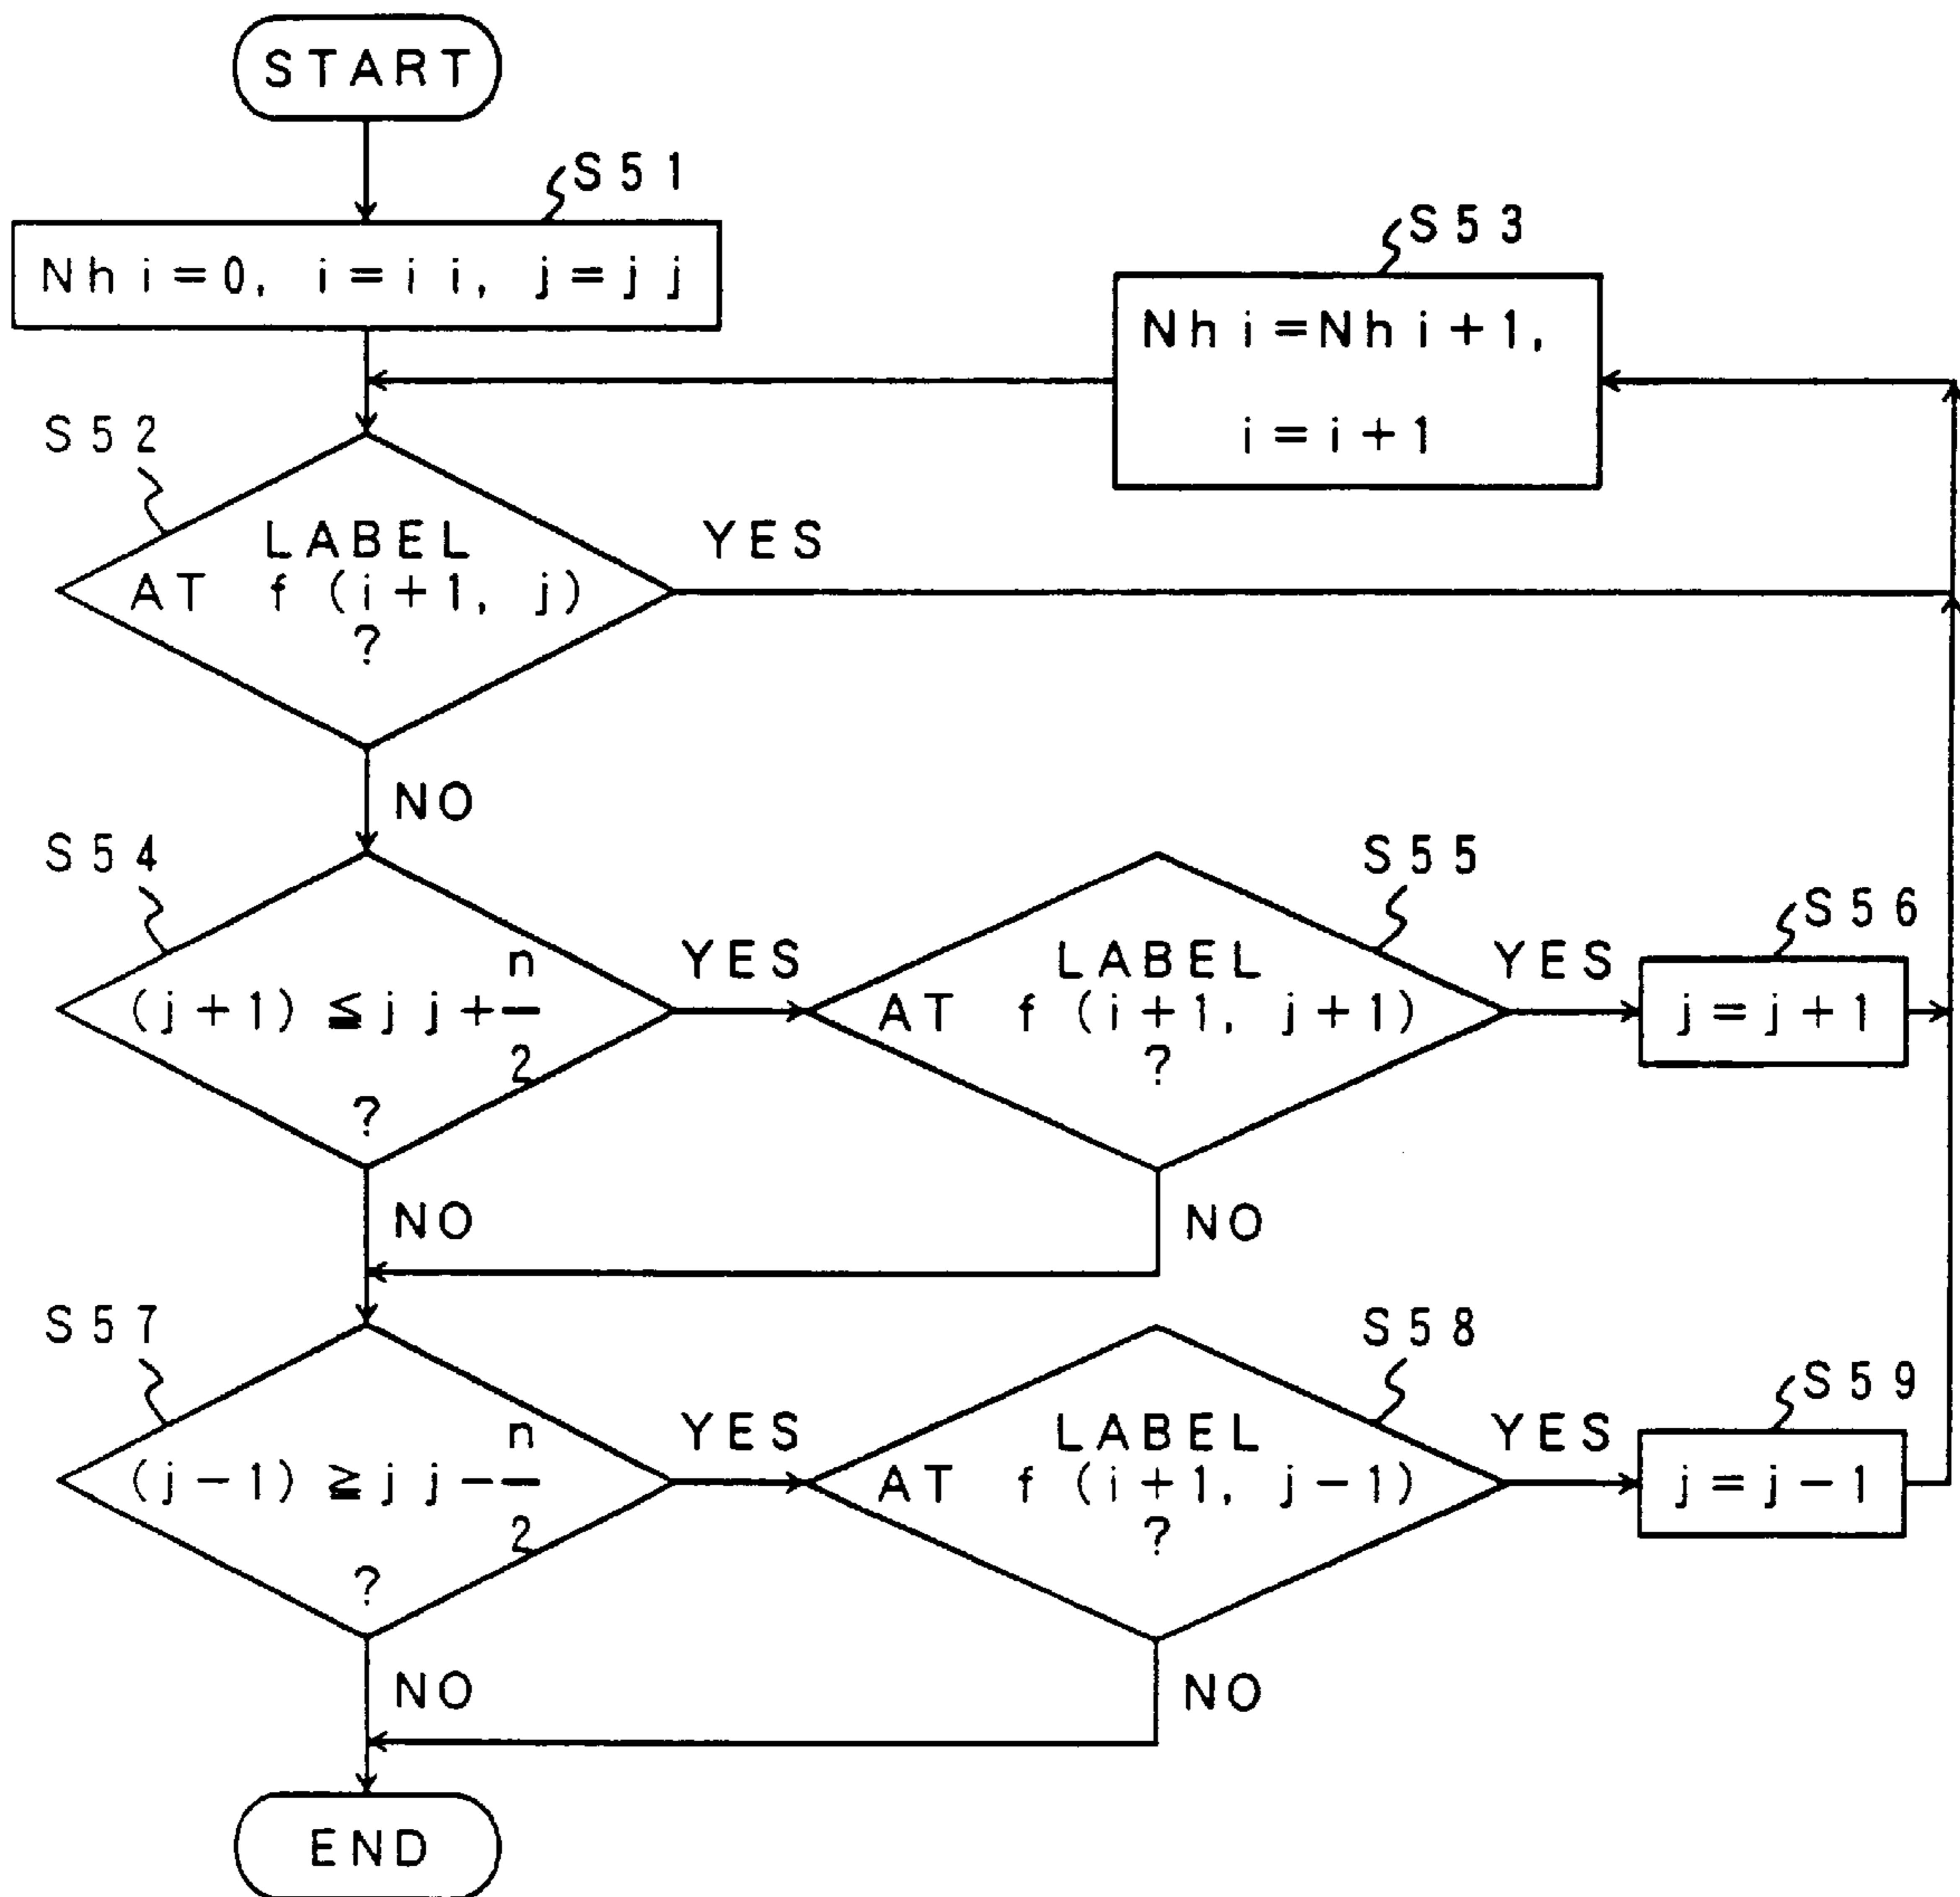 START
S51
Nhi=0, i=ii, j=jj
S53
Nhi=Nhi+1,
i=i+1
S52
LABEL
AT f(i+1, j)
?
YES
NO
S54
(j+1)≦jj+n/2
?
YES
NO
S55
LABEL
AT f(i+1, j+1)
?
YES
NO
S56
j=j+1
S57
(j-1)≧jj-n/2
?
YES
NO
S58
LABEL
AT f(i+1, j-1)
?
YES
NO
S59
j=j-1
END